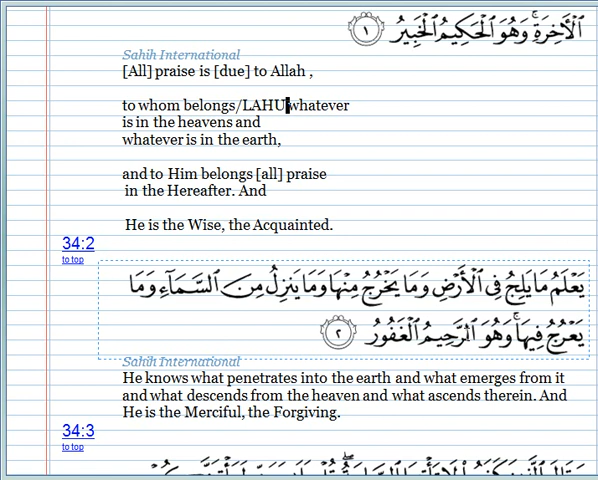 ٱلْـَٔاخِرَةِ ۚ وَهُوَ ٱلْحَكِيمُ ٱلْخَبِيرُ ١
Sahih International
[All] praise is [due] to Allah ,
to whom belongs/LAHU whatever
is in the heavens and
whatever is in the earth,
and to Him belongs [all] praise
in the Hereafter. And
He is the Wise, the Acquainted.
34:2
to top
يَعْلَمُ مَا يَلِجُ فِى ٱلْأَرْضِ وَمَا يَخْرُجُ مِنْهَا وَمَا يَنزِلُ مِنَ ٱلسَّمَآءِ وَمَا
يَعْرُجُ فِيهَا ۚ وَهُوَ ٱلرَّحِيمُ ٱلْغَفُورُ ٢
Sahih International
He knows what penetrates into the earth and what emerges from it
and what descends from the heaven and what ascends therein. And
He is the Merciful, the Forgiving.
34:3
to top